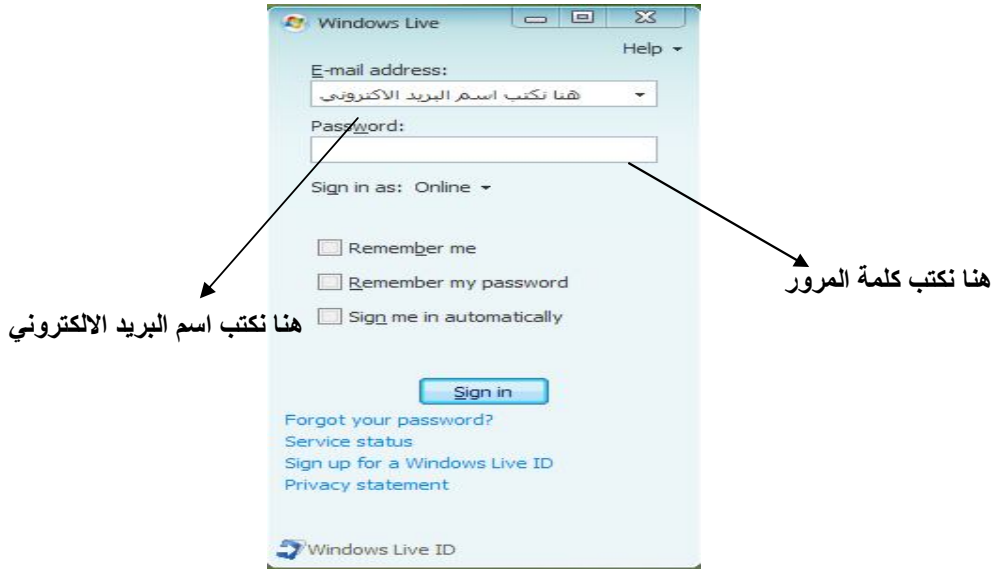 Windows Live
Help
E-mail address:
هنا نكتب اسم البريد الاكتروني
Password:
Sign in as: Online
Remember me
هنا نكتب كلمة المرور
Remember my password
Sign me in automatically
هنا نكتب اسم البريد الالكتروني
Sign in
Forgot your password?
Service status
Sign up for a Windows Live ID
Privacy statement
Windows Live ID